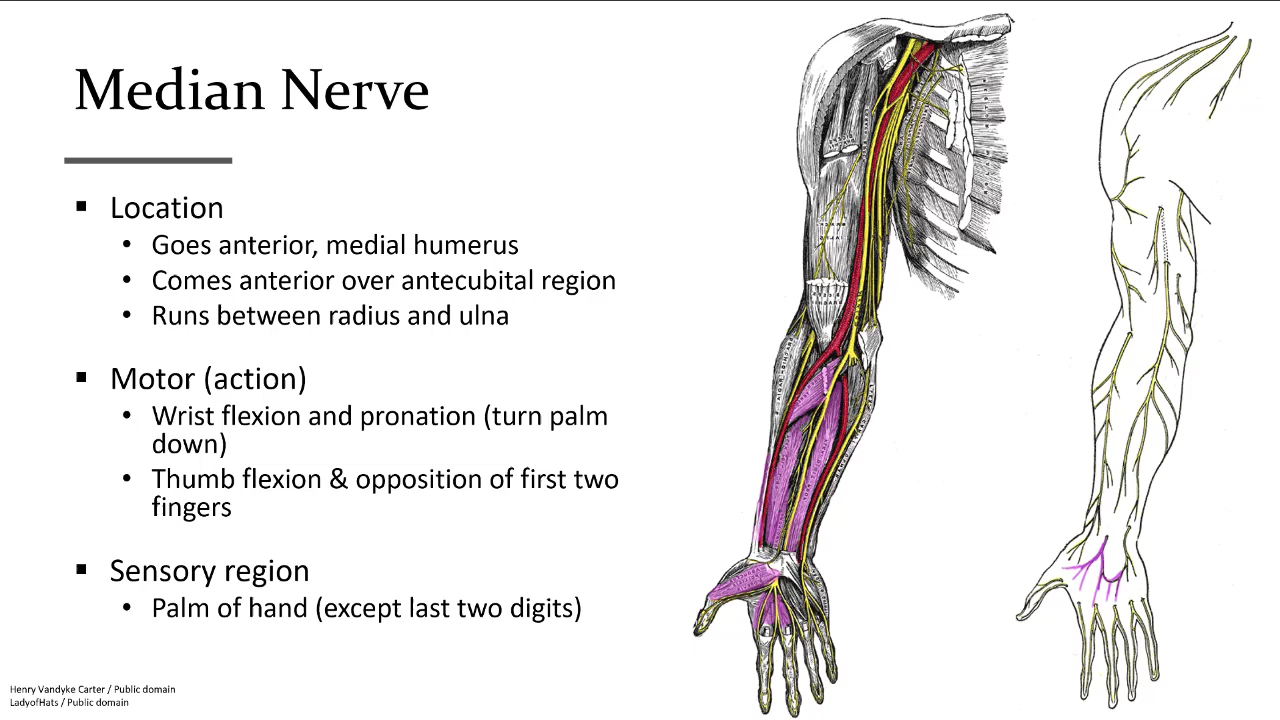 Median Nerve
▪ Location
• Goes anterior, medial humerus
• Comes anterior over antecubital region
• Runs between radius and ulna
▪ Motor (action)
• Wrist flexion and pronation (turn palm
down)
• Thumb flexion & opposition of first two
fingers
▪ Sensory region
• Palm of hand (except last two digits)
Henry Vandyke Carter / Public domain
LadyofHats / Public domain